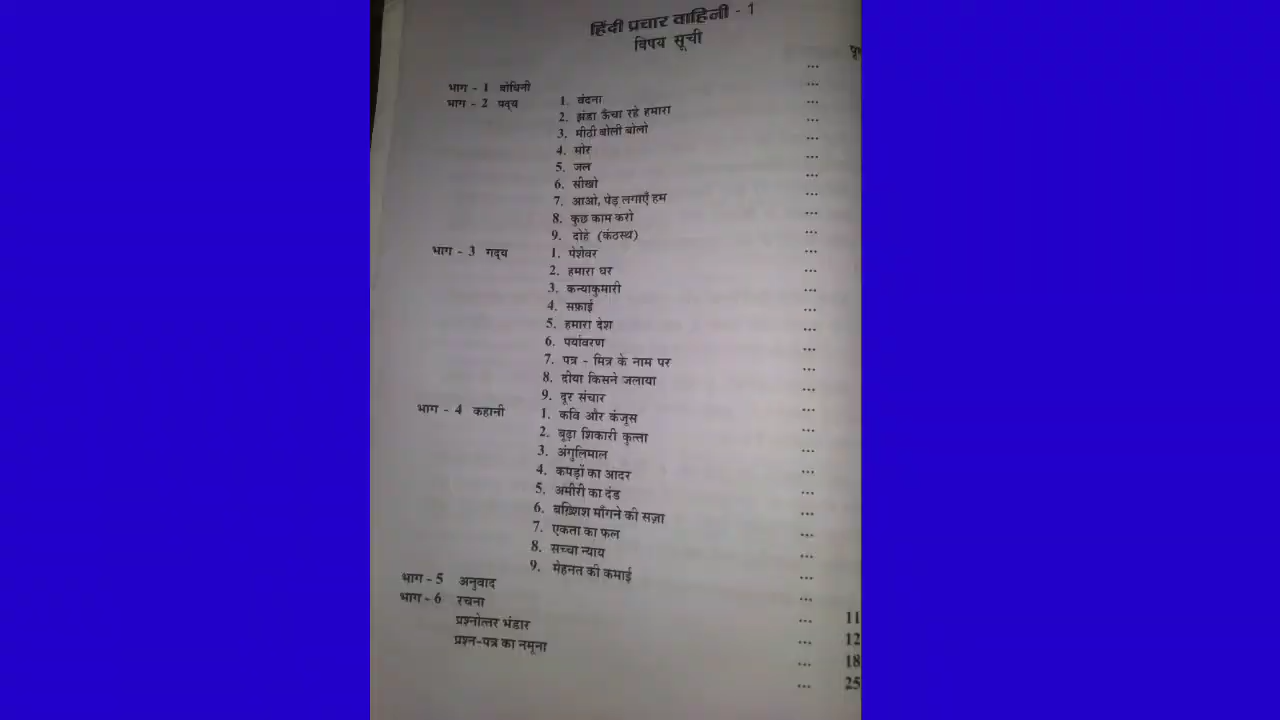 हिंदी प्रचार वाहिनी - 1
विषय सूची
भाग - 1 बोधिनी ...
भाग - 2 पद्य 1. वंदना ...
2. झंडा ऊँचा रहे हमारा ...
3. मीठी बोली बोलो ...
4. मोर ...
5. जल ...
6. सीखो ...
7. आओ, पेड़ लगाएँ हम ...
8. कुछ काम करो ...
9. दोहे (कंठस्थ) ...
भाग - 3 गद्य 1. पेशेवर ...
2. हमारा घर ...
3. कन्याकुमारी ...
4. सफ़ाई ...
5. हमारा देश ...
6. पर्यावरण ...
7. पत्र - मित्र के नाम पर ...
8. दीया किसने जलाया ...
9. दूर संचार ...
भाग - 4 कहानी 1. कवि और कंजूस ...
2. बूढ़ा शिकारी कुत्ता ...
3. अंगुलिमाल ...
4. कपड़ों का आदर ...
5. अमीरी का दंड ...
6. बख़्शिश माँगने की सज़ा ...
7. एकता का फल ...
8. सच्चा न्याय ...
9. मेहनत की कमाई ...
भाग - 5 अनुवाद ... 11
भाग - 6 रचना ... 12
प्रश्नोत्तर भंडार ... 18
प्रश्न-पत्र का नमूना ... 25